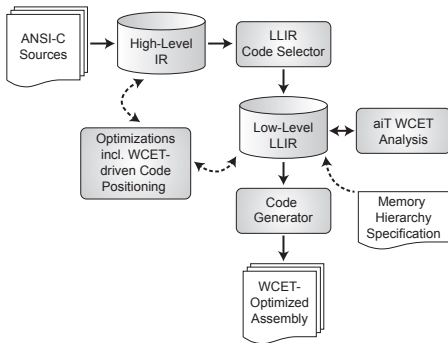 ANSI-C
Sources
High-Level
IR
LLIR
Code Selector
Low-Level
LLIR
aiT WCET
Analysis
Optimizations
incl. WCET-
driven Code
Positioning
Code
Generator
Memory
Hierarchy
Specification
WCET-
Optimized
Assembly